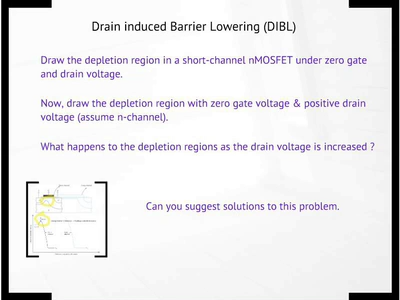 Drain induced Barrier Lowering (DIBL)
Draw the depletion region in a short-channel nMOSFET under zero gate
and drain voltage.
Now, draw the depletion region with zero gate voltage & positive drain
voltage (assume n-channel).
What happens to the depletion regions as the drain voltage is increased ?
Can you suggest solutions to this problem.